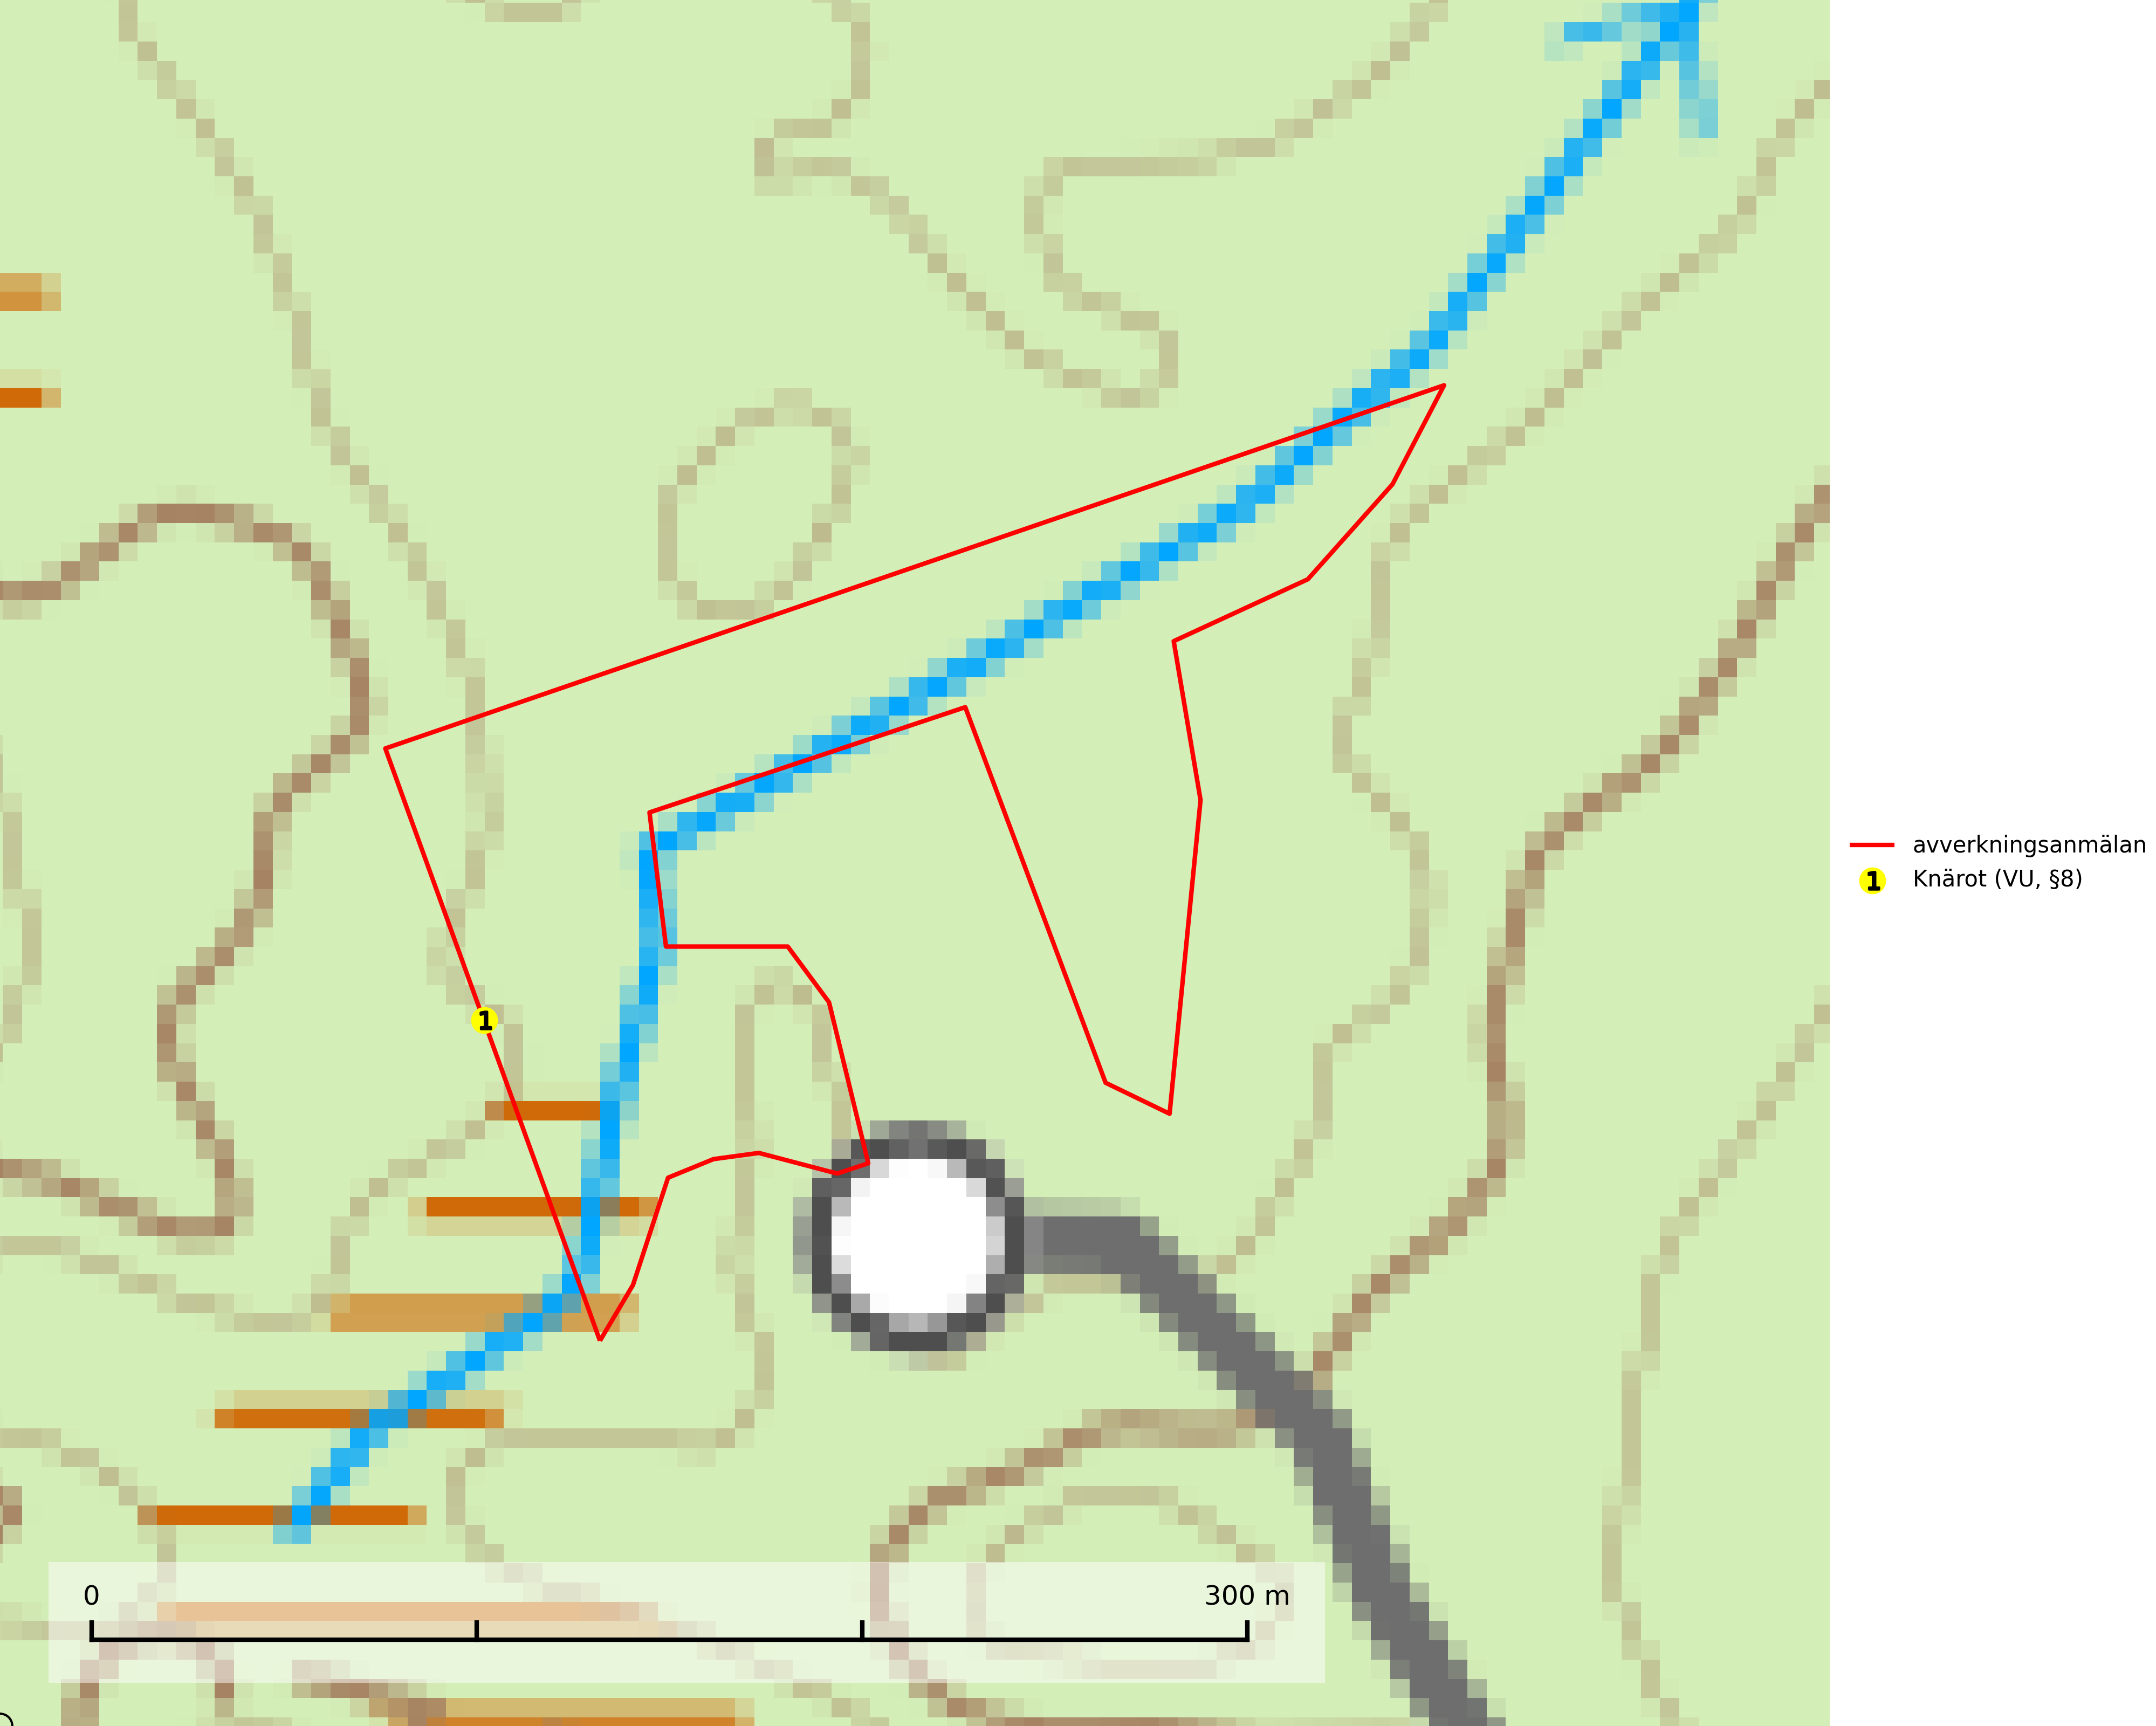 avverkningsanmälan
1 Knärot (VU, §8)
1
0 300 m